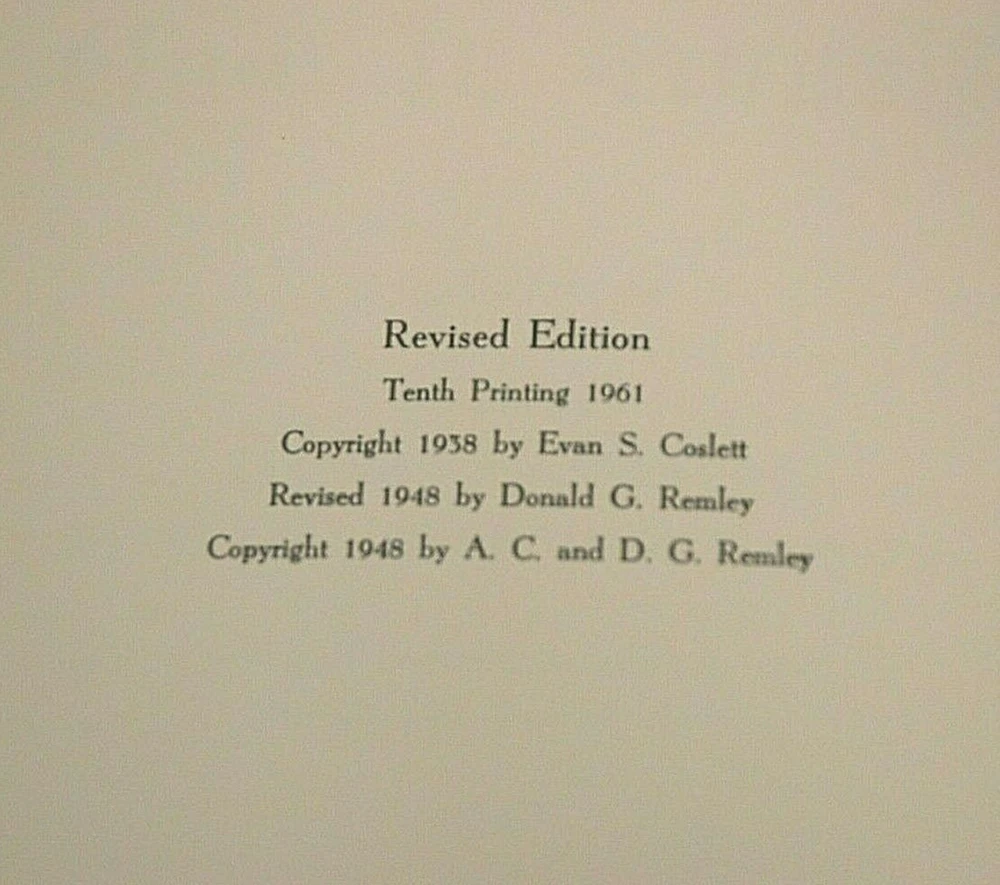 Revised Edition
Tenth Printing 1961
Copyright 1938 by Evan S. Coslett
Revised 1948 by Donald G. Remley
Copyright 1948 by A. C. and D. G. Remley